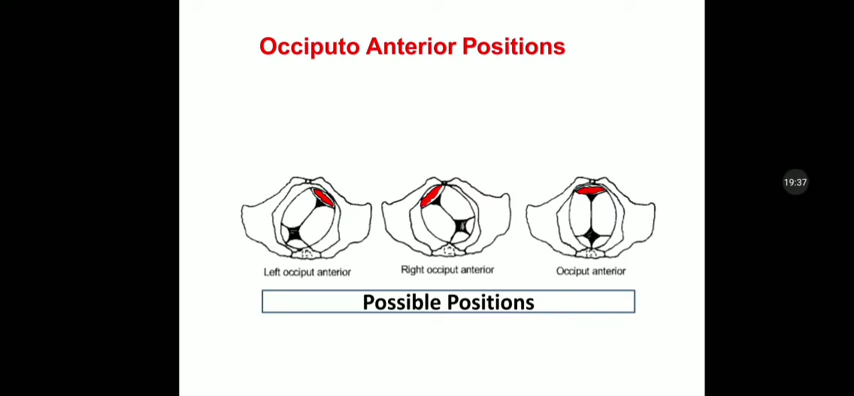 Occiputo Anterior Positions
19:37
Left occiput anterior
Right occiput anterior
Occiput anterior
Possible Positions